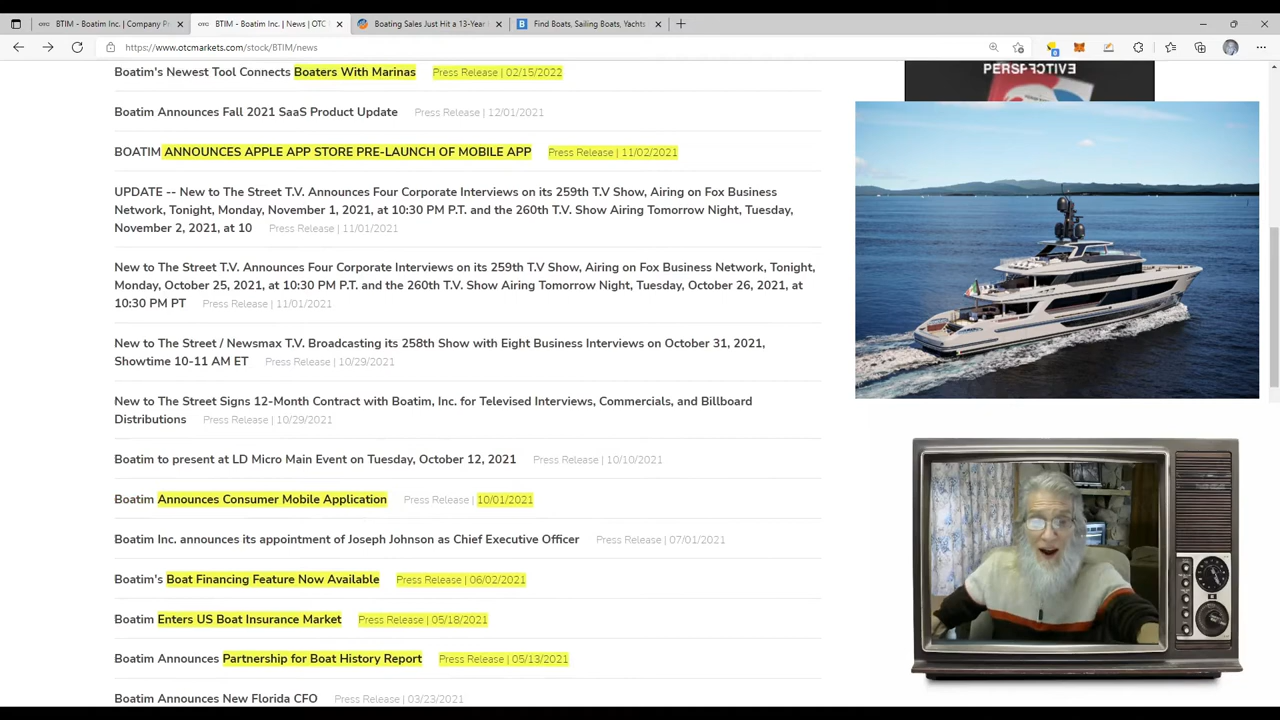 BTIM - Boatim Inc. | Company Pr
BTIM - Boatim Inc. | News | OTC
Boating Sales Just Hit a 13-Year
Find Boats, Sailing Boats, Yachts
https://www.otcmarkets.com/stock/BTIM/news
Boatim's Newest Tool Connects Boaters With Marinas Press Release | 02/15/2022
Boatim Announces Fall 2021 SaaS Product Update Press Release | 12/01/2021
BOATIM ANNOUNCES APPLE APP STORE PRE-LAUNCH OF MOBILE APP Press Release | 11/02/2021
UPDATE -- New to The Street T.V. Announces Four Corporate Interviews on its 259th T.V Show, Airing on Fox Business
Network, Tonight, Monday, November 1, 2021, at 10:30 PM P.T. and the 260th T.V. Show Airing Tomorrow Night, Tuesday,
November 2, 2021, at 10 Press Release | 11/01/2021
New to The Street T.V. Announces Four Corporate Interviews on its 259th T.V Show, Airing on Fox Business Network, Tonight,
Monday, October 25, 2021, at 10:30 PM P.T. and the 260th T.V. Show Airing Tomorrow Night, Tuesday, October 26, 2021, at
10:30 PM PT Press Release | 11/01/2021
New to The Street / Newsmax T.V. Broadcasting its 258th Show with Eight Business Interviews on October 31, 2021,
Showtime 10-11 AM ET Press Release | 10/29/2021
New to The Street Signs 12-Month Contract with Boatim, Inc. for Televised Interviews, Commercials, and Billboard
Distributions Press Release | 10/29/2021
Boatim to present at LD Micro Main Event on Tuesday, October 12, 2021 Press Release | 10/10/2021
Boatim Announces Consumer Mobile Application Press Release | 10/01/2021
Boatim Inc. announces its appointment of Joseph Johnson as Chief Executive Officer Press Release | 07/01/2021
Boatim's Boat Financing Feature Now Available Press Release | 06/02/2021
Boatim Enters US Boat Insurance Market Press Release | 05/18/2021
Boatim Announces Partnership for Boat History Report Press Release | 05/13/2021
Boatim Announces New Florida CFO Press Release | 03/23/2021
PERSPECTIVE